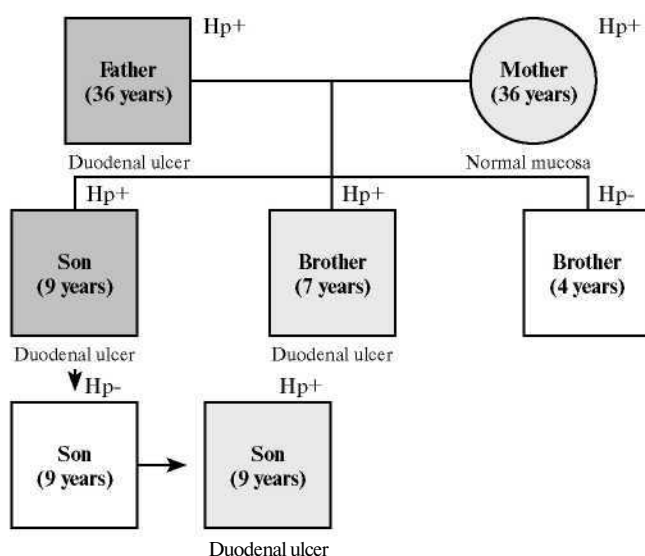 Hp+
Hp+
Father
(36 years)
Mother
(36 years)
Duodenal ulcer
Normal mucosa
Hp+
Hp+
Hp-
Son
(9 years)
Brother
(7 years)
Brother
(4 years)
Duodenal ulcer
Duodenal ulcer
Hp-
Hp+
Son
(9 years)
Son
(9 years)
Duodenal ulcer